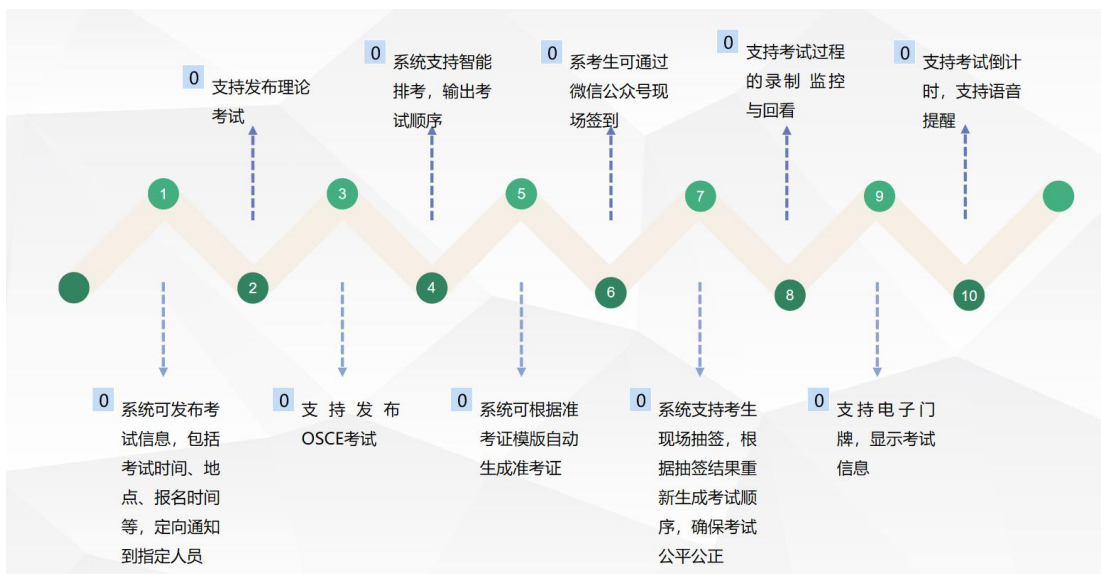 0
支持发布理论
考试
0
系统支持智能
排考，输出考
试顺序
0
系考生可通过
微信公众号现
场签到
0
支持考试过程
的录制 监控
与回看
0
支持考试倒计
时，支持语音
提醒
1
3
5
7
9
2
4
6
8
10
0
系统可发布考
试信息，包括
考试时间、地
点、报名时间
等，定向通知
到指定人员
0
支持发布
OSCE考试
0
系统可根据准
考证模版自动
生成准考证
0
系统支持考生
现场抽签，根
据抽签结果重
新生成考试顺
序，确保考试
公平公正
0
支持电子门
牌，显示考试
信息